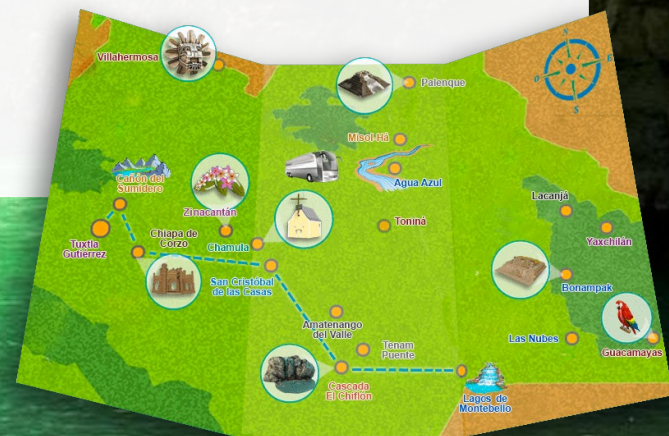 Villahermosa
Palenque
N
O
E
S
Misol-Há
Cañón del
Sumidero
Agua Azul
Zinacantán
Lacanjá
Tuxtla
Gutiérrez
Chiapa de
Corzo
Chamula
Toniná
Yaxchilán
San Cristóbal
de las Casas
Bonampak
Amatenango
del Valle
Tenam
Puente
Las Nubes
Guacamayas
Cascada
El Chiflón
Lagos de
Montebello